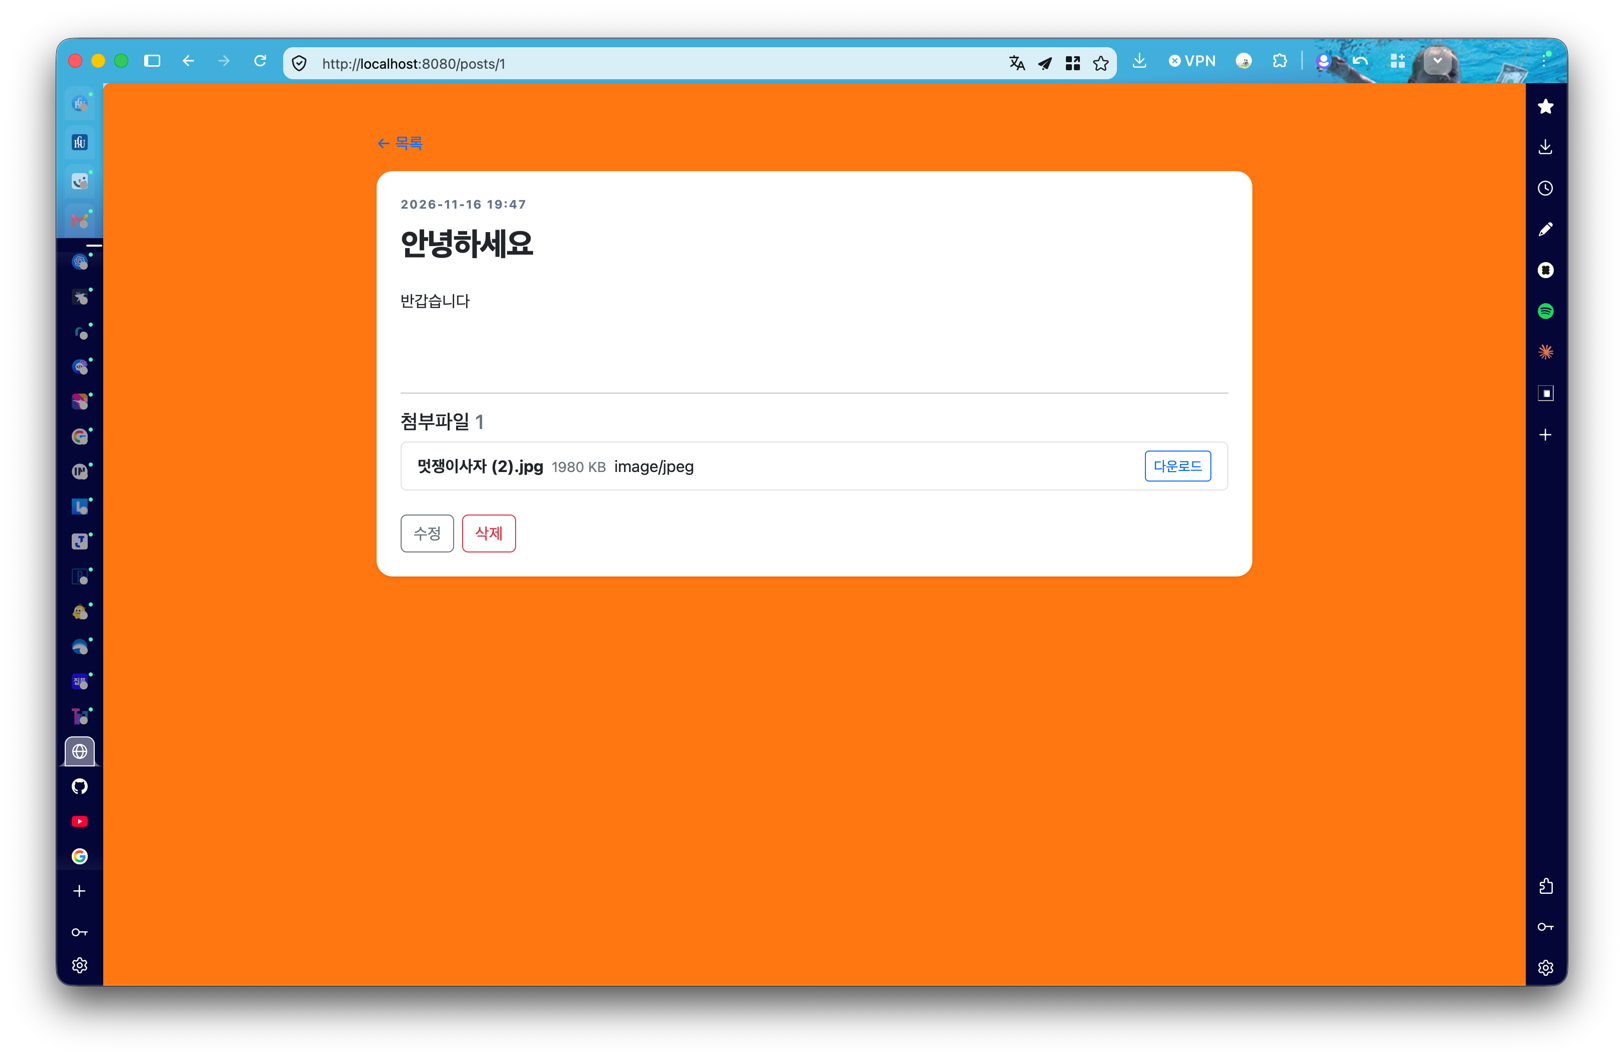 http://localhost:8080/posts/1
VPN
← 목록
2026-11-16 19:47
안녕하세요
반갑습니다
첨부파일 1
멋쟁이사자 (2).jpg 1980 KB image/jpeg 다운로드
수정 삭제